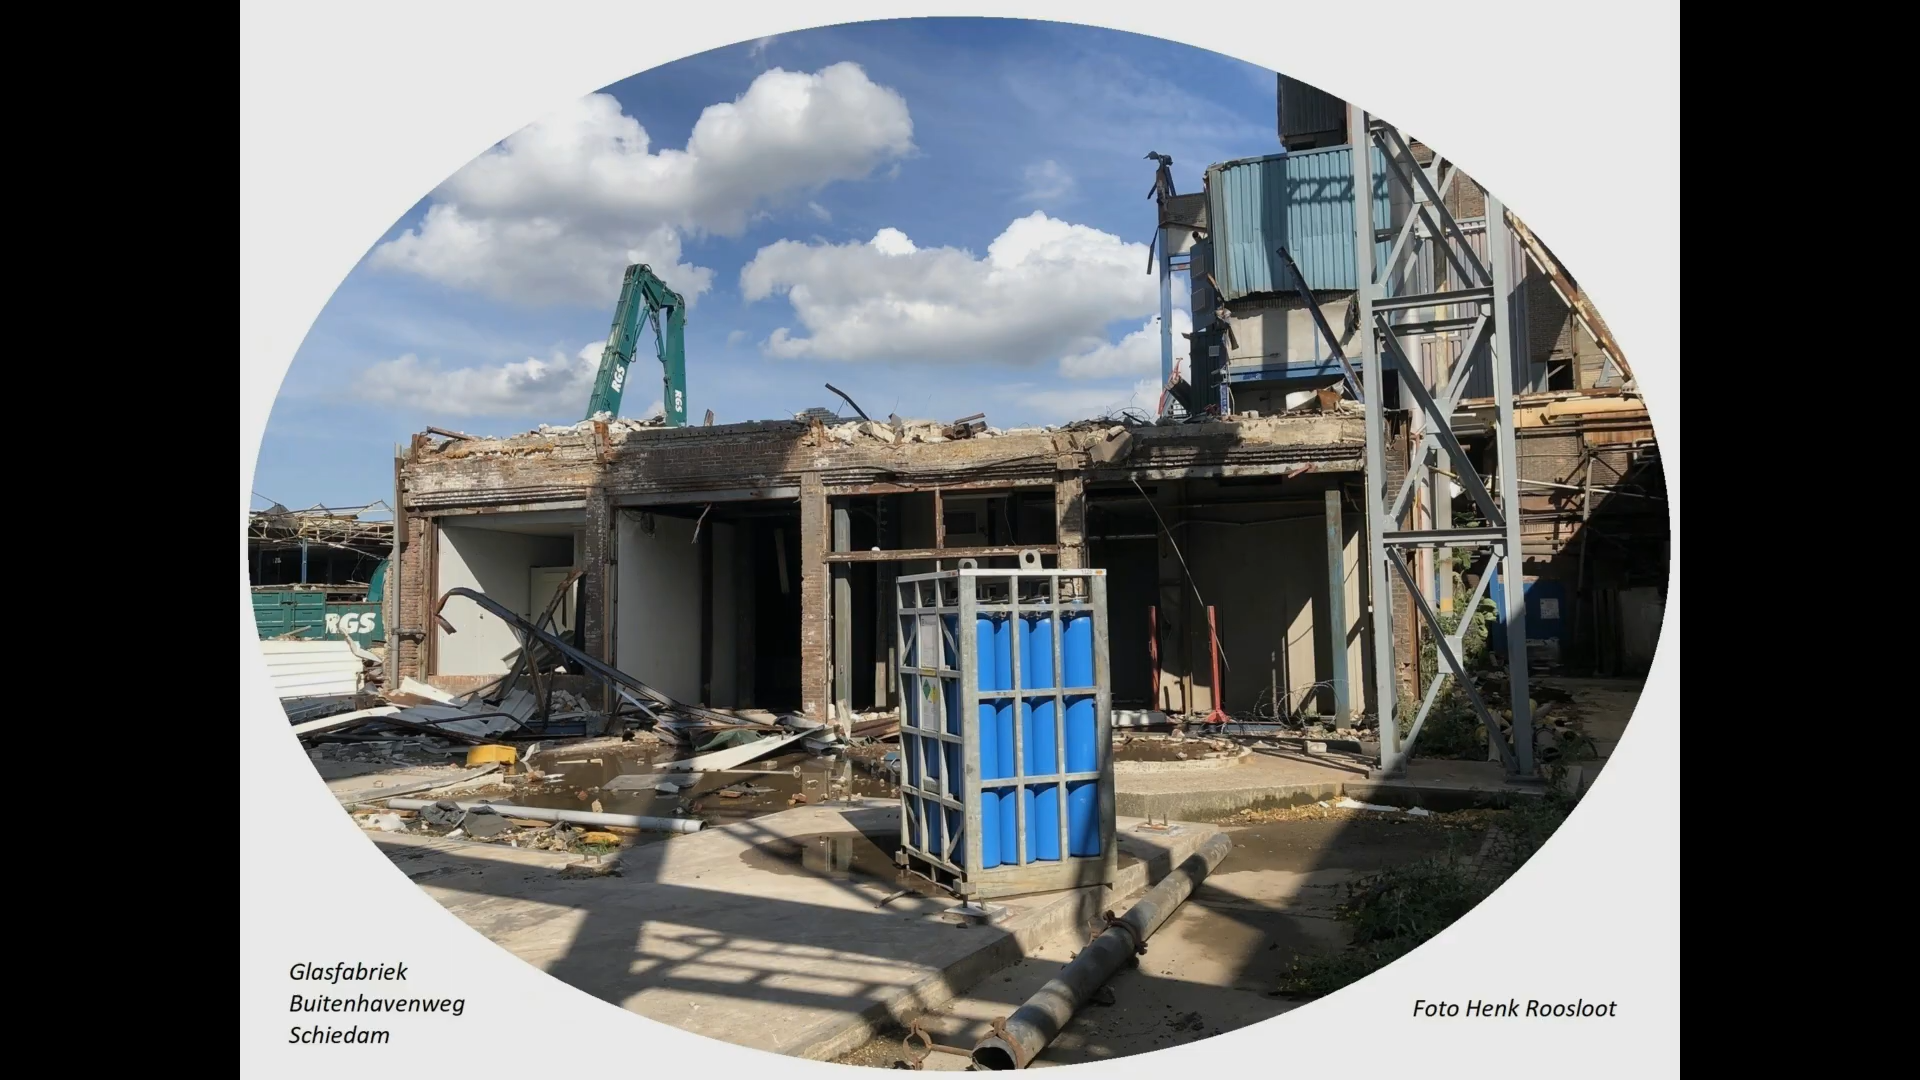 RGS
RGS
RGS
Glasfabriek
Buitenhavenweg
Schiedam
Foto Henk Roosloot